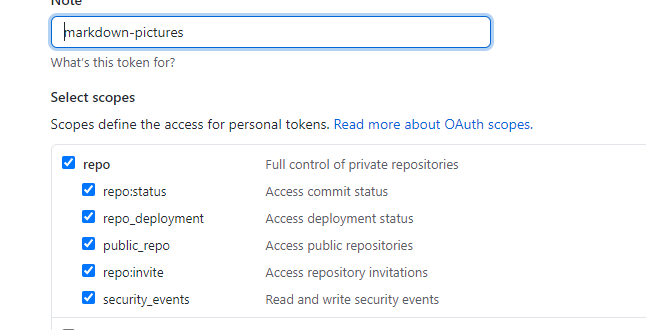 Note
markdown-pictures
What's this token for?
Select scopes
Scopes define the access for personal tokens. Read more about OAuth scopes.
repo Full control of private repositories
repo:status Access commit status
repo_deployment Access deployment status
public_repo Access public repositories
repo:invite Access repository invitations
security_events Read and write security events